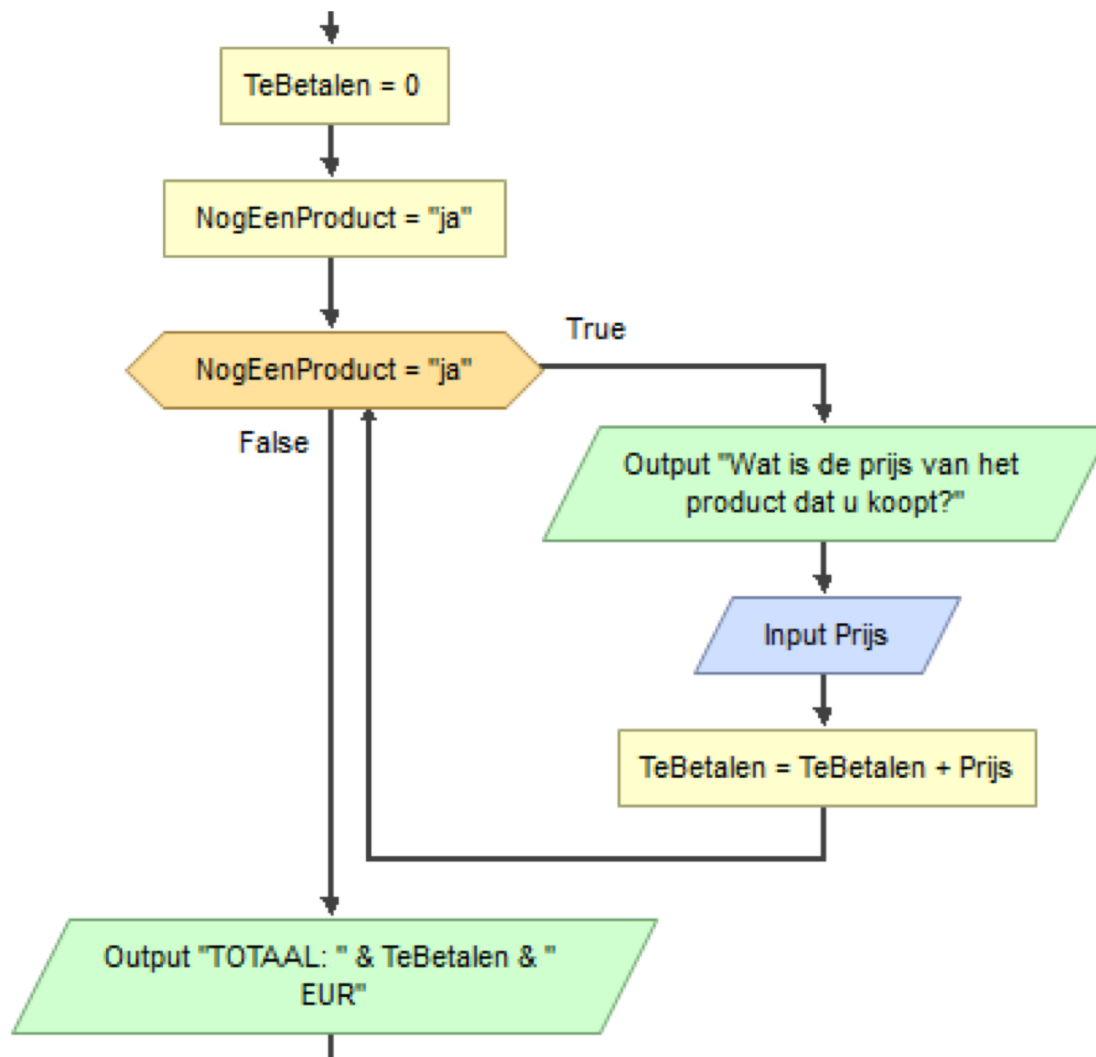 TeBetalen = 0
NogEenProduct = "ja"
NogEenProduct = "ja"
True
False
Output "Wat is de prijs van het
product dat u koopt?"
Input Prijs
TeBetalen = TeBetalen + Prijs
Output "TOTAAL: " & TeBetalen & "
EUR"